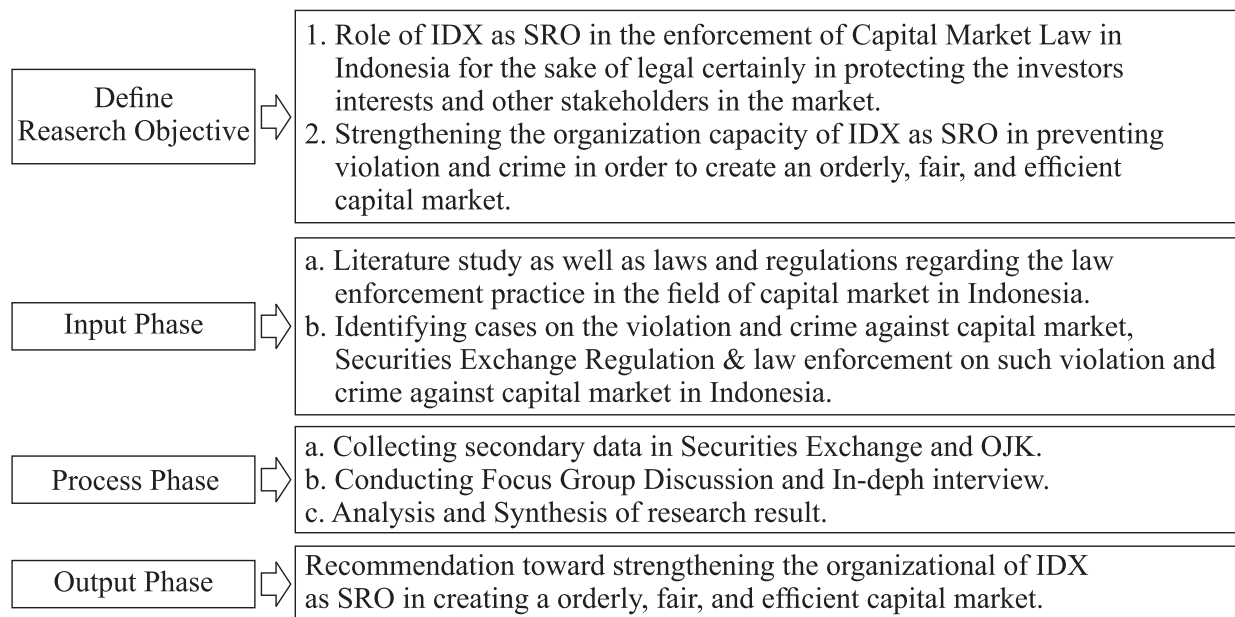 Define
Reaserch Objective
1. Role of IDX as SRO in the enforcement of Capital Market Law in
Indonesia for the sake of legal certainly in protecting the investors
interests and other stakeholders in the market.
2. Strengthening the organization capacity of IDX as SRO in preventing
violation and crime in order to create an orderly, fair, and efficient
capital market.
Input Phase
a. Literature study as well as laws and regulations regarding the law
enforcement practice in the field of capital market in Indonesia.
b. Identifying cases on the violation and crime against capital market,
Securities Exchange Regulation & law enforcement on such violation and
crime against capital market in Indonesia.
Process Phase
a. Collecting secondary data in Securities Exchange and OJK.
b. Conducting Focus Group Discussion and In-deph interview.
c. Analysis and Synthesis of research result.
Output Phase
Recommendation toward strengthening the organizational of IDX
as SRO in creating a orderly, fair, and efficient capital market.